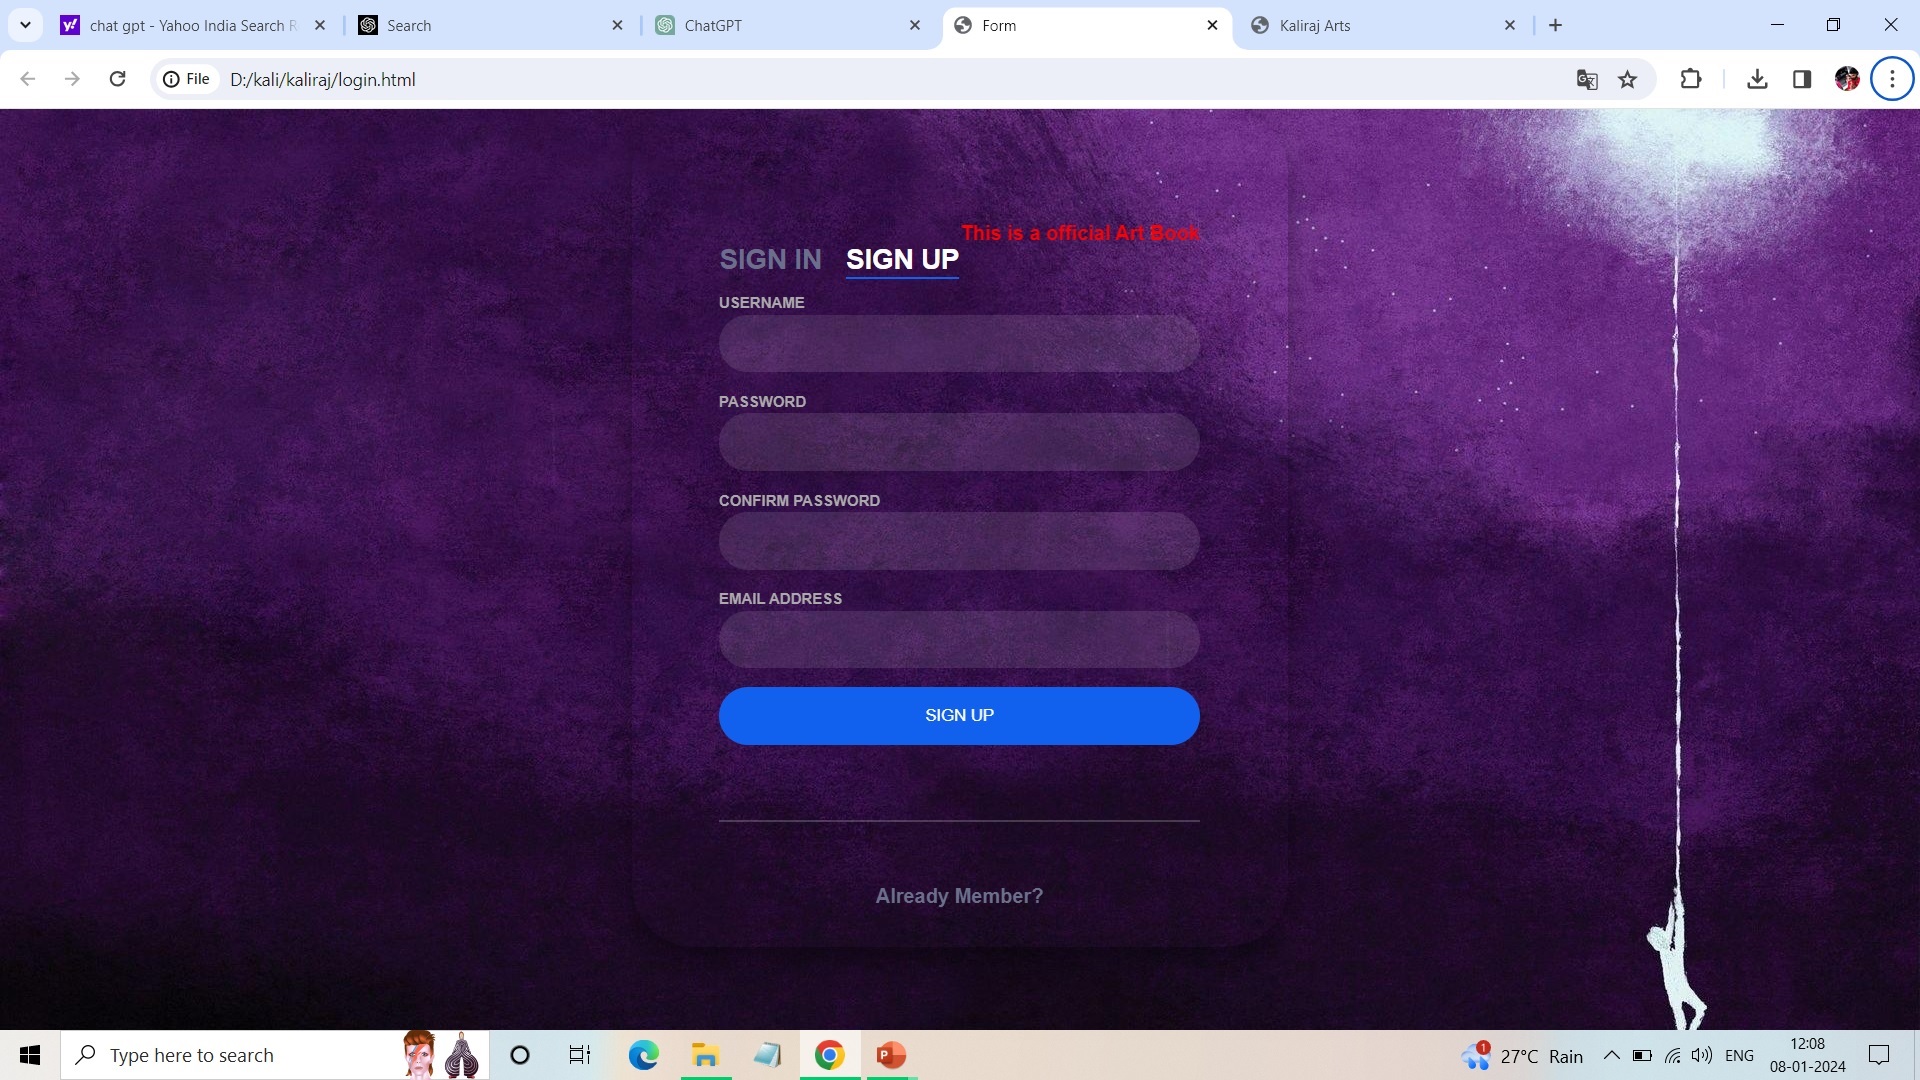 chat gpt - Yahoo India Search R
Search
ChatGPT
Form
Kaliraj Arts
File
D:/kali/kaliraj/login.html
This is a official Art Book
SIGN IN
SIGN UP
USERNAME
PASSWORD
CONFIRM PASSWORD
EMAIL ADDRESS
SIGN UP
Already Member?
Type here to search
1
27°C Rain
ENG
12:08
08-01-2024